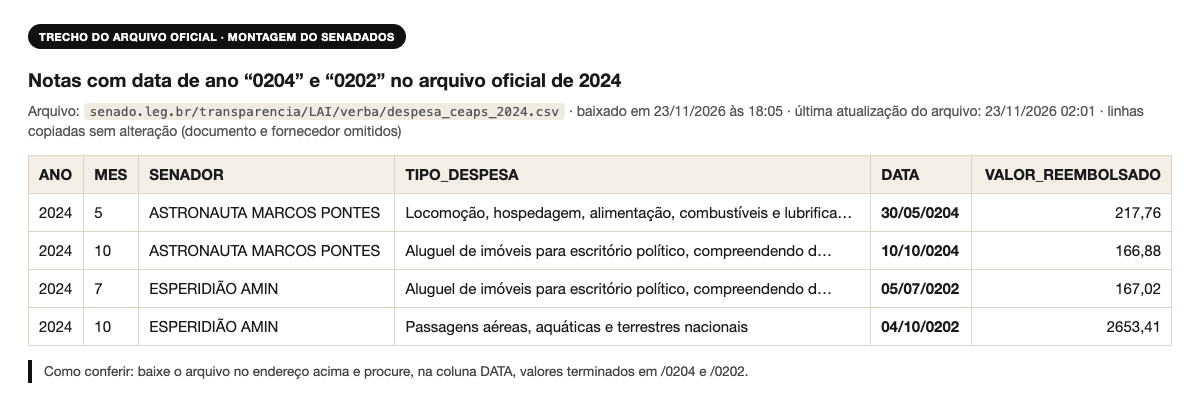 TRECHO DO ARQUIVO OFICIAL · MONTAGEM DO SENADADOS
Notas com data de ano “0204” e “0202” no arquivo oficial de 2024
Arquivo: senado.leg.br/transparencia/LAI/verba/despesa_ceaps_2024.csv · baixado em 23/11/2026 às 18:05 · última atualização do arquivo: 23/11/2026 02:01 · linhas
copiadas sem alteração (documento e fornecedor omitidos)
ANO MES SENADOR TIPO_DESPESA DATA VALOR_REEMBOLSADO
2024 5 ASTRONAUTA MARCOS PONTES Locomoção, hospedagem, alimentação, combustíveis e lubrifica… 30/05/0204 217,76
2024 10 ASTRONAUTA MARCOS PONTES Aluguel de imóveis para escritório político, compreendendo d… 10/10/0204 166,88
2024 7 ESPERIDIÃO AMIN Aluguel de imóveis para escritório político, compreendendo d… 05/07/0202 167,02
2024 10 ESPERIDIÃO AMIN Passagens aéreas, aquáticas e terrestres nacionais 04/10/0202 2653,41
Como conferir: baixe o arquivo no endereço acima e procure, na coluna DATA, valores terminados em /0204 e /0202.